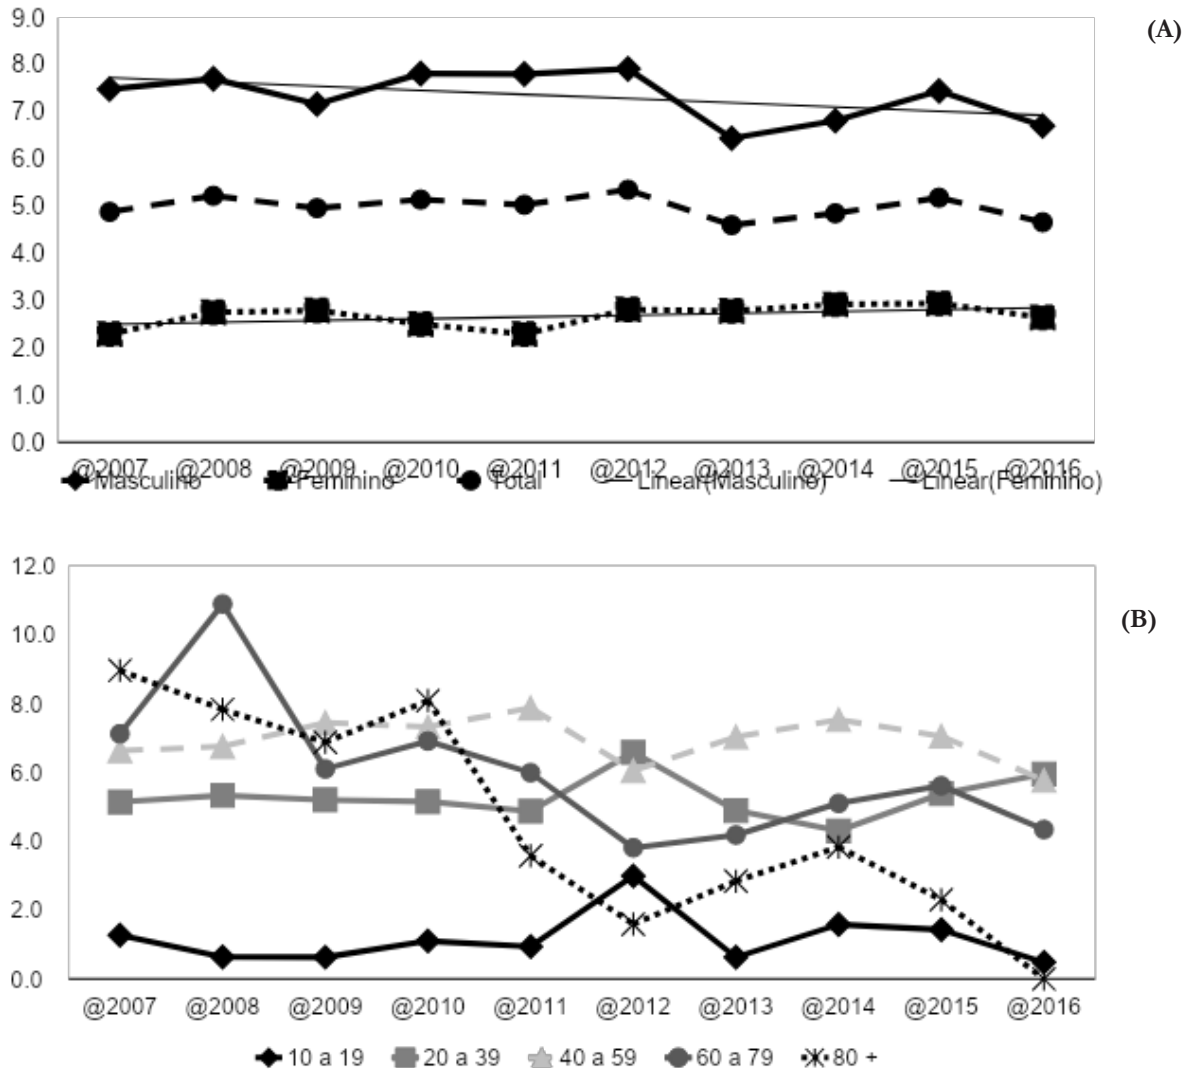 9.0
(A)
8.0
7.0
6.0
5.0
4.0
3.0
2.0
1.0
0.0
@2007 @2008 @2009 @2010 @2011 @2012 @2013 @2014 @2015 @2016
Masculino Feminino Total Linear(Masculino) Linear(Feminino)
12.0
(B)
10.0
8.0
6.0
4.0
2.0
0.0
@2007 @2008 @2009 @2010 @2011 @2012 @2013 @2014 @2015 @2016
10 a 19 20 a 39 40 a 59 60 a 79 80 +